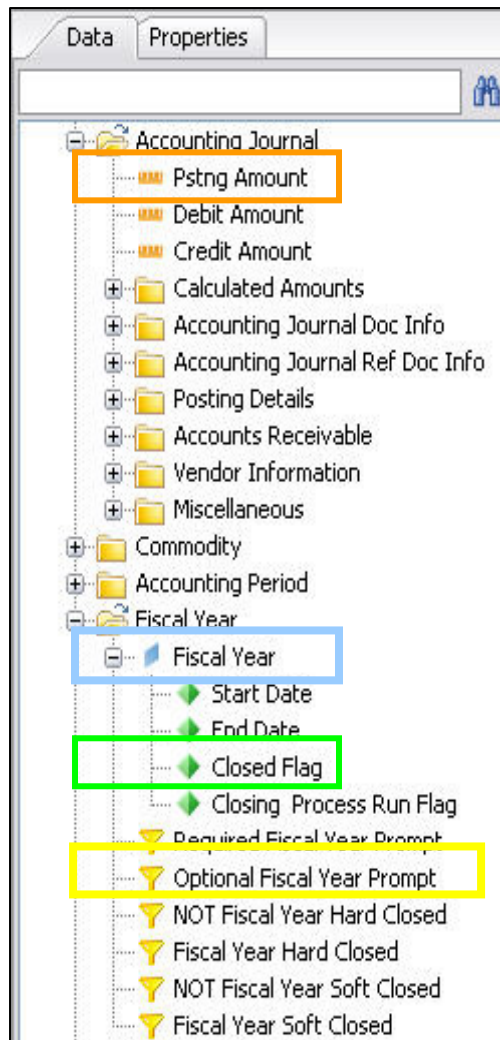 Data Properties
Accounting Journal
Pstng Amount
Debit Amount
Credit Amount
Calculated Amounts
Accounting Journal Doc Info
Accounting Journal Ref Doc Info
Posting Details
Accounts Receivable
Vendor Information
Miscellaneous
Commodity
Accounting Period
Fiscal Year
Fiscal Year
Start Date
End Date
Closed Flag
Closing Process Run Flag
Required Fiscal Year Prompt
Optional Fiscal Year Prompt
NOT Fiscal Year Hard Closed
Fiscal Year Hard Closed
NOT Fiscal Year Soft Closed
Fiscal Year Soft Closed